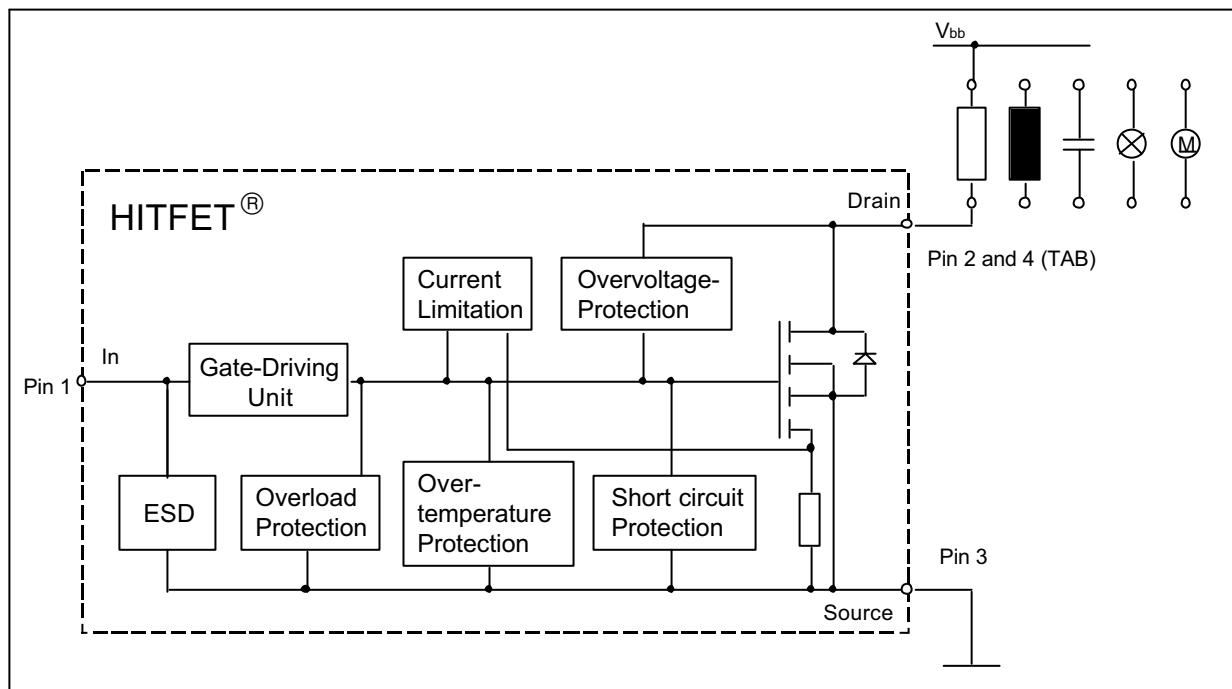 V bb
HITFET ®
Drain
Pin 2 and 4 (TAB)
Current
Limitation
Overvoltage-
Protection
In
Pin 1
Gate-Driving
Unit
M
ESD
Overload
Protection
Over-
temperature
Protection
Short circuit
Protection
Pin 3
Source